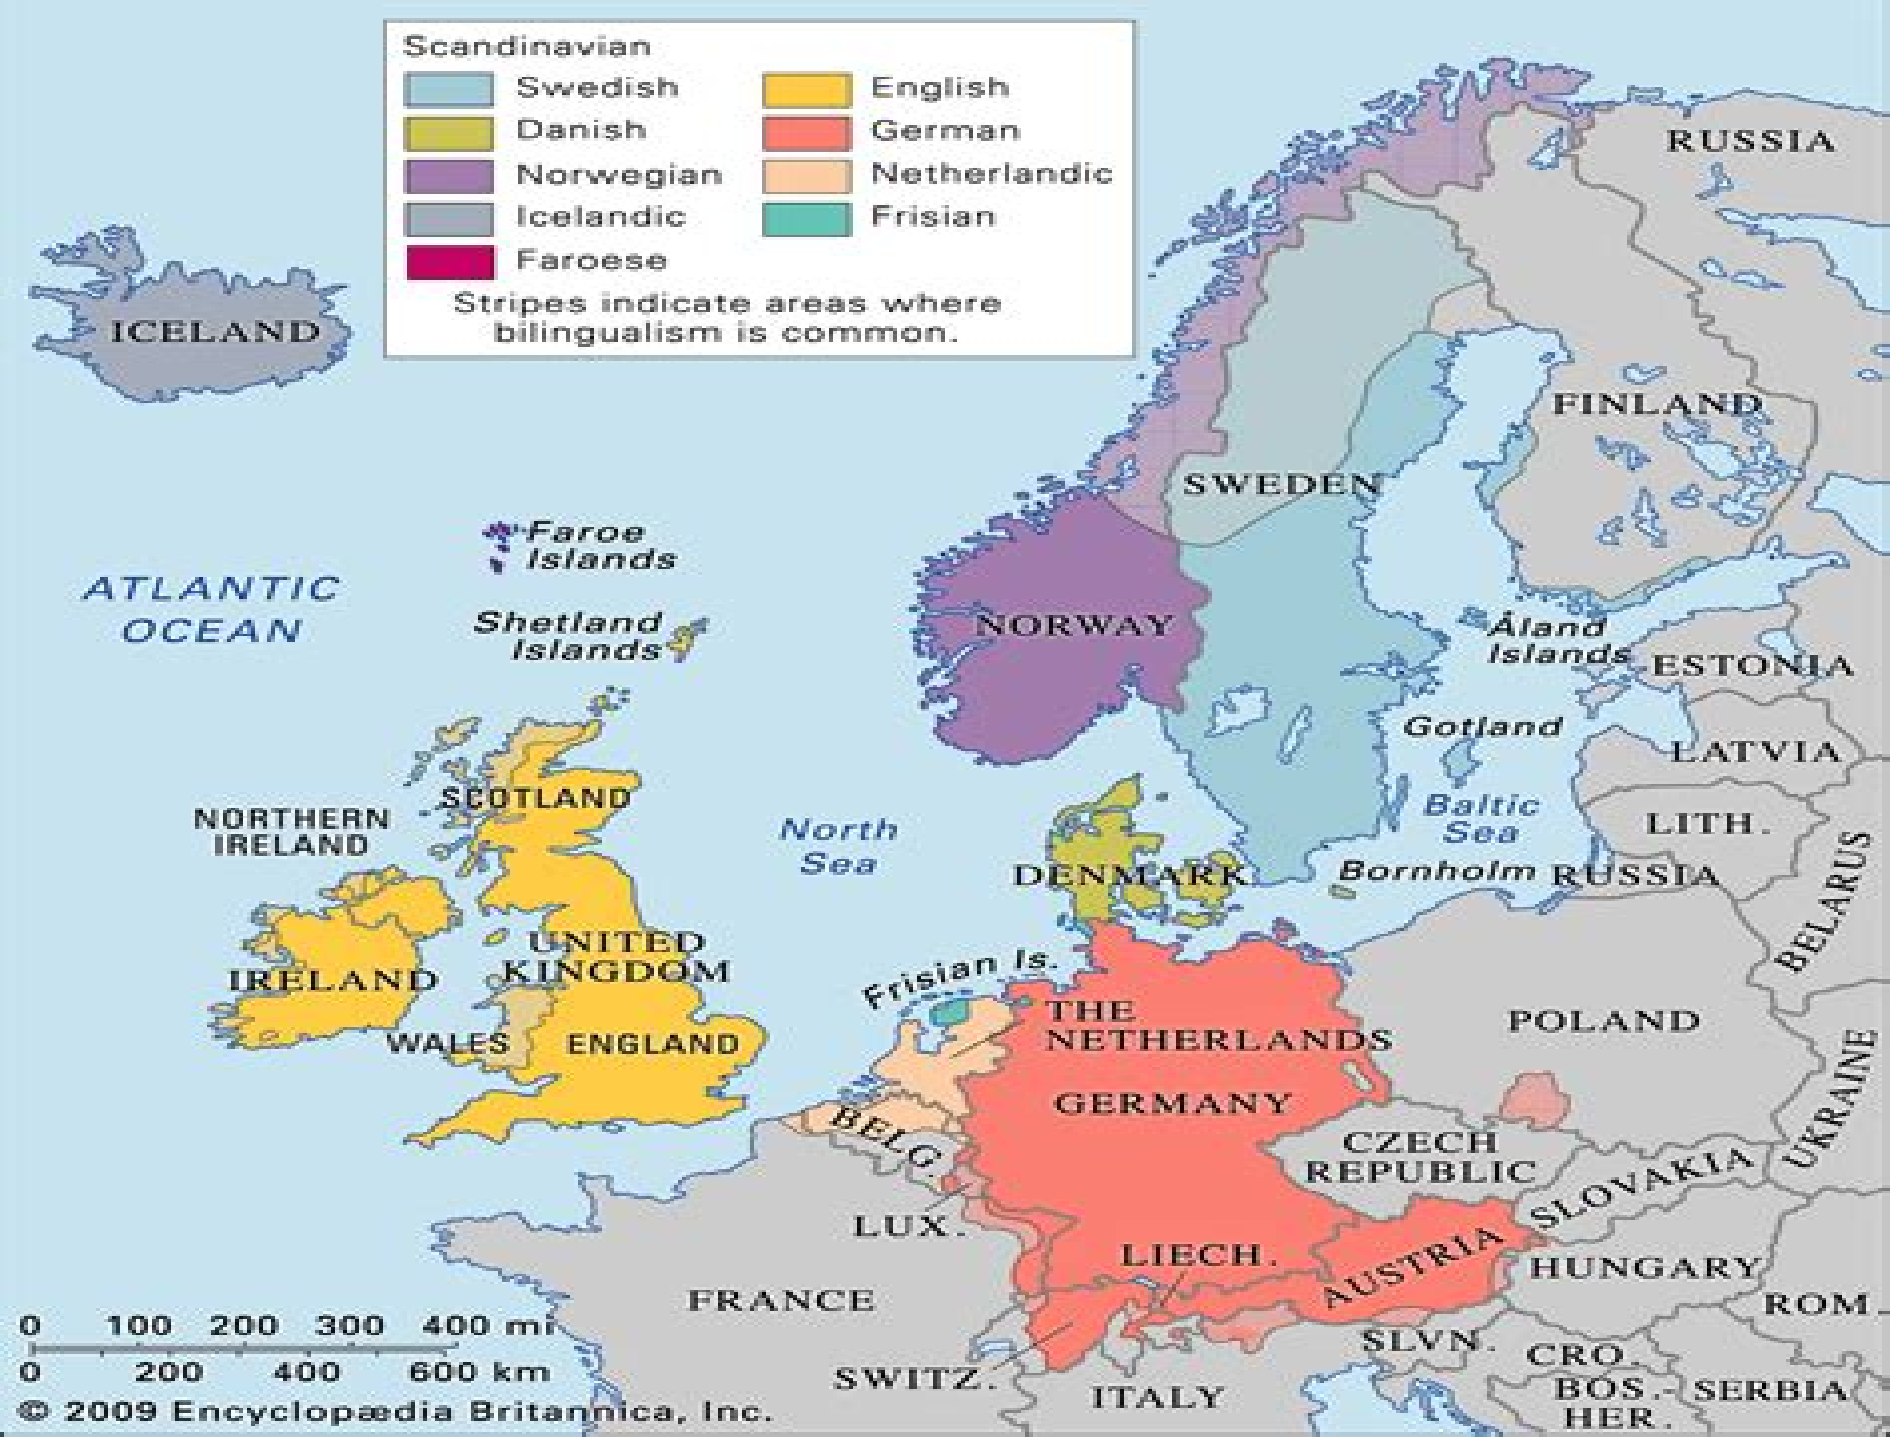 Scandinavian
Swedish
Danish
Norwegian
Icelandic
Faroese
English
German
Netherlandic
Frisian
Stripes indicate areas where
bilingualism is common.
RUSSIA
ICELAND
FINLAND
SWEDEN
Faroe
Islands
ATLANTIC
OCEAN
Shetland
Islands
NORWAY
Åland
Islands
ESTONIA
Gotland
LATVIA
SCOTLAND
NORTHERN
IRELAND
North
Sea
Baltic
Sea
LITH.
DENMARK
Bornholm
RUSSIA
BELARUS
UNITED
KINGDOM
IRELAND
Frisian Is.
THE
NETHERLANDS
WALES
ENGLAND
POLAND
UKRAINE
GERMANY
BELG.
CZECH
REPUBLIC
SLOVAKIA
LUX.
LIECH.
AUSTRIA
HUNGARY
FRANCE
ROM.
SLVN.
CRO.
SWITZ.
ITALY
BOS.-
HER.
SERBIA
0 100 200 300 400 mi
0 200 400 600 km
© 2009 Encyclopædia Britannica, Inc.